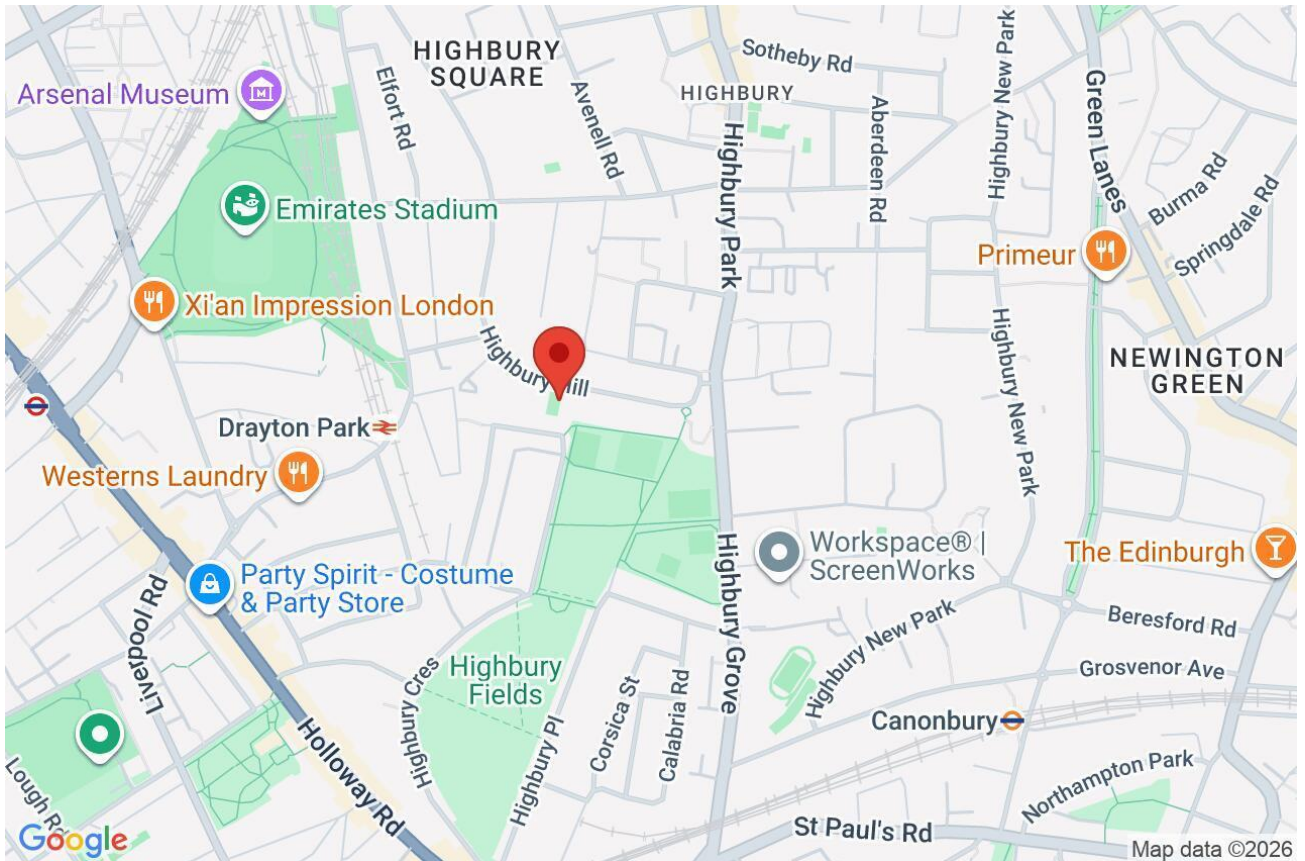 HIGHBURY
SQUARE
Sotheby Rd
Highbury New Park
Arsenal Museum
Elfort Rd
Avenell Rd
HIGHBURY
Aberdeen Rd
Green Lanes
Highbury Park
Burma Rd
Springdale Rd
Emirates Stadium
Primeur
Xi'an Impression London
Highbury Hill
Highbury New Park
NEWINGTON
GREEN
Drayton Park
Westerns Laundry
Workspace® |
ScreenWorks
The Edinburgh
Party Spirit - Costume
& Party Store
Liverpool Rd
Highbury Grove
Highbury New Park
Beresford Rd
Grosvenor Ave
Highbury
Fields
Highbury Cres
Corsica St
Calabria Rd
Canonbury
Holloway Rd
Highbury Pl
Lough Rd
Northampton Park
St Paul's Rd
Google
Map data ©2026